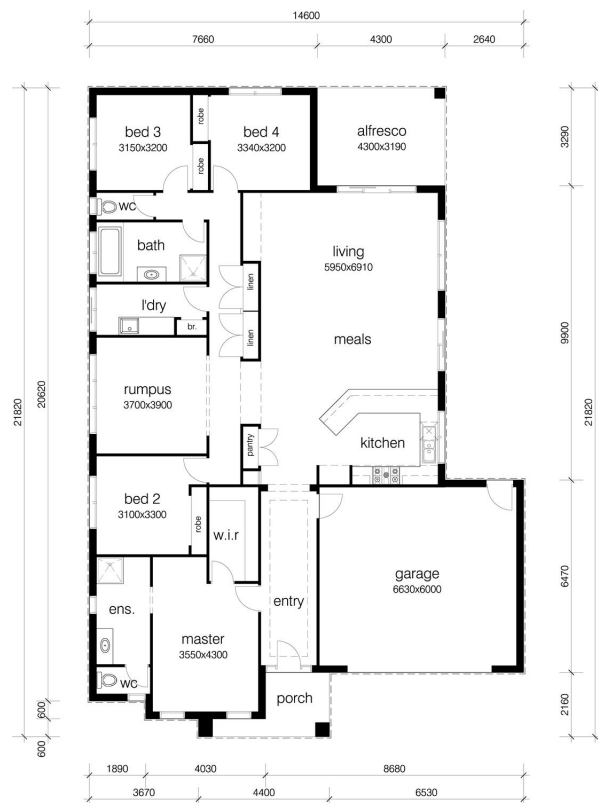 14600
7660
4300
2640
bed 3
3150x3200
robe
robe
bed 4
3340x3200
alfresco
4300x3190
3290
wc
bath
living
5950x6910
linen
l'dry
br.
linen
meals
9900
rumpus
3700x3900
21820
20620
21820
kitchen
pantry
bed 2
3100x3300
robe
w.i.r
garage
6630x6000
6470
ens.
entry
master
3550x4300
wc
porch
2160
600
600
1890
4030
8680
3670
4400
6530